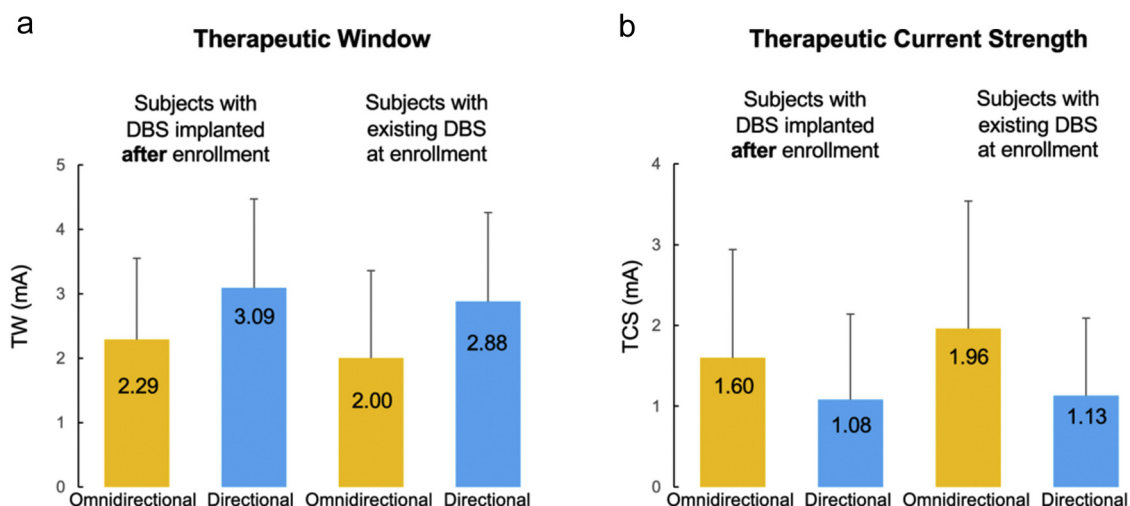 a
Therapeutic Window
Subjects with
DBS implanted
after enrollment
Subjects with
existing DBS
at enrollment
5
4
3
2
1
0
TW (mA)
2.29
3.09
2.00
2.88
Omnidirectional Directional Omnidirectional Directional
b
Therapeutic Current Strength
Subjects with
DBS implanted
after enrollment
Subjects with
existing DBS
at enrollment
4
3
2
1
0
TCS (mA)
1.60
1.08
1.96
1.13
Omnidirectional Directional Omnidirectional Directional